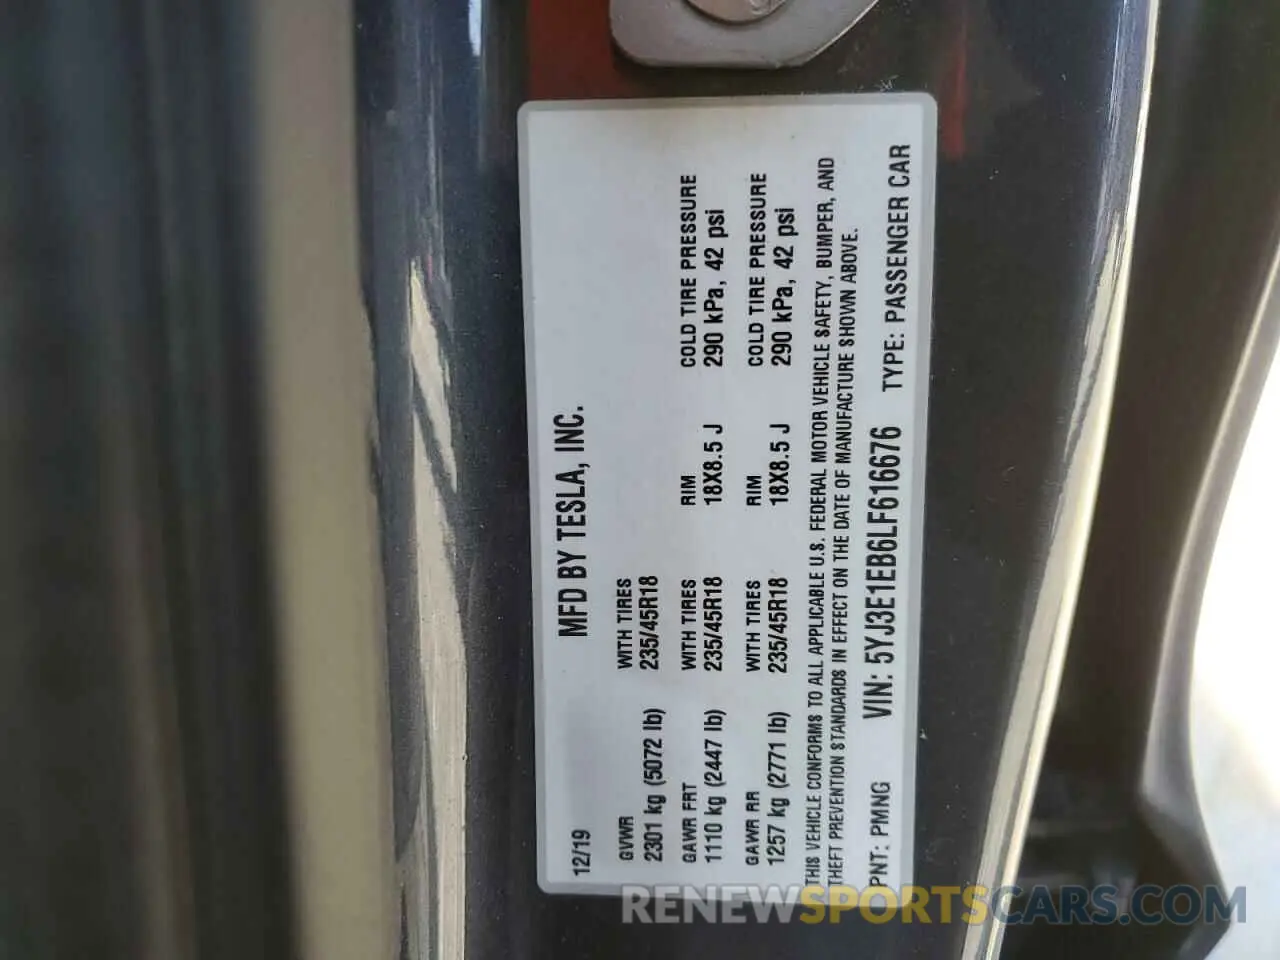 12/19 MFD BY TESLA, INC.
GVWR WITH TIRES
2301 kg (5072 lb) 235/45R18
GAWR FRT WITH TIRES RIM COLD TIRE PRESSURE
1110 kg (2447 lb) 235/45R18 18X8.5 J 290 kPa, 42 psi
GAWR RR WITH TIRES RIM COLD TIRE PRESSURE
1257 kg (2771 lb) 235/45R18 18X8.5 J 290 kPa, 42 psi
THIS VEHICLE CONFORMS TO ALL APPLICABLE U.S. FEDERAL MOTOR VEHICLE SAFETY, BUMPER, AND
THEFT PREVENTION STANDARDS IN EFFECT ON THE DATE OF MANUFACTURE SHOWN ABOVE.
PNT: PMNG VIN: 5YJ3E1EB6LF616676 TYPE: PASSENGER CAR
RENEWSPORTSCARS.COM